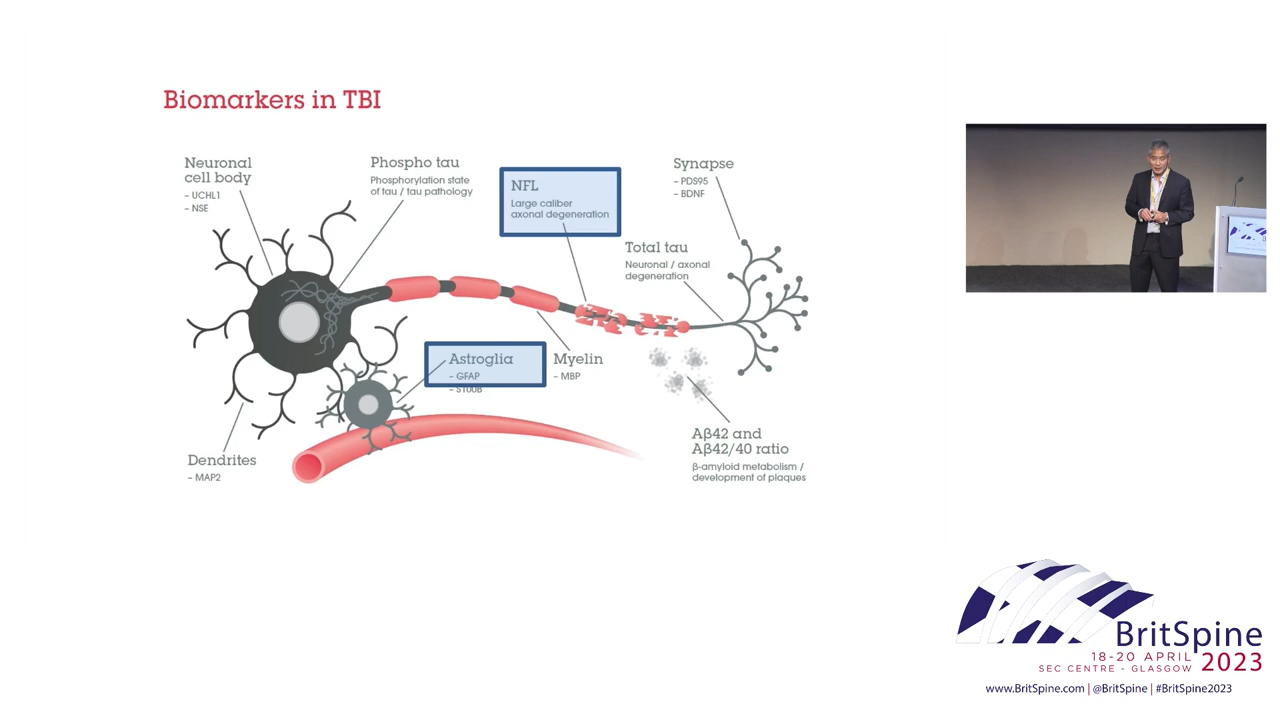 Biomarkers in TBI
Neuronal
cell body
– UCHL1
– NSE
Phospho tau
Phosphorylation state
of tau / tau pathology
NFL
Large caliber
axonal degeneration
Synapse
– PDS95
– BDNF
Total tau
Neuronal / axonal
degeneration
Astroglia
– GFAP
– S100B
Myelin
– MBP
Aβ42 and
Aβ42/40 ratio
β-amyloid metabolism /
development of plaques
Dendrites
– MAP2
BritSpine
18-20 APRIL
SEC CENTRE - GLASGOW
2023
www.BritSpine.com | @BritSpine | #BritSpine2023